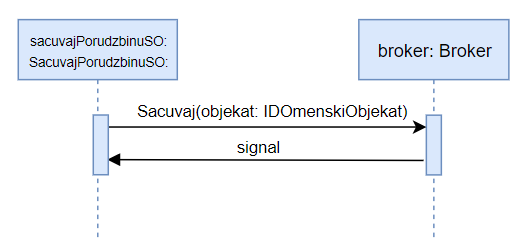 sacuvajPorudzbinuSO:
SacuvajPorudzbinuSO:
broker: Broker
Sacuvaj(objekat: IDOmenskiObjekat)
signal